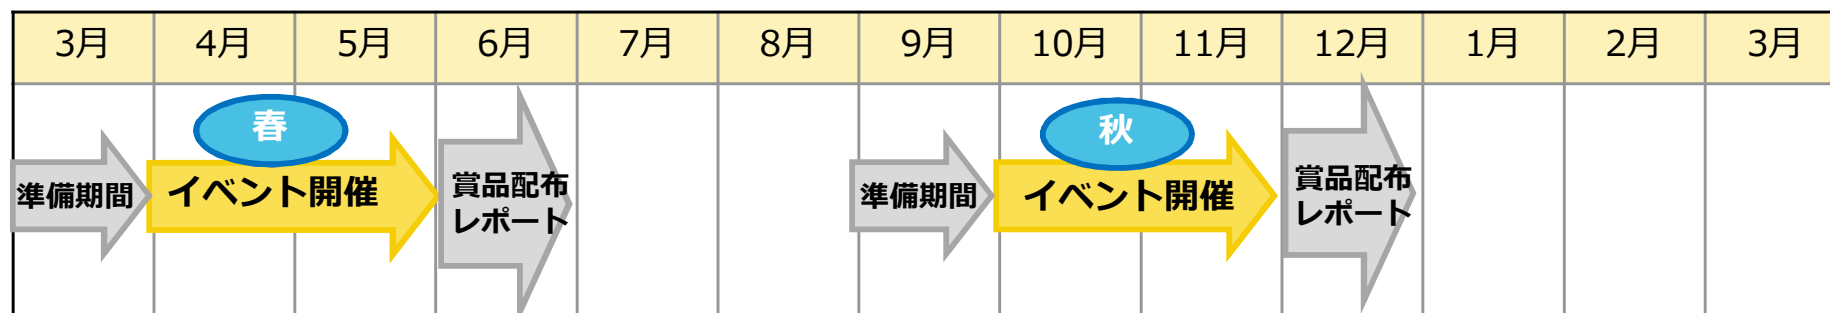 3月 4月 5月 6月 7月 8月 9月 10月 11月 12月 1月 2月 3月
春
準備期間
イベント開催
賞品配布
レポート
秋
準備期間
イベント開催
賞品配布
レポート